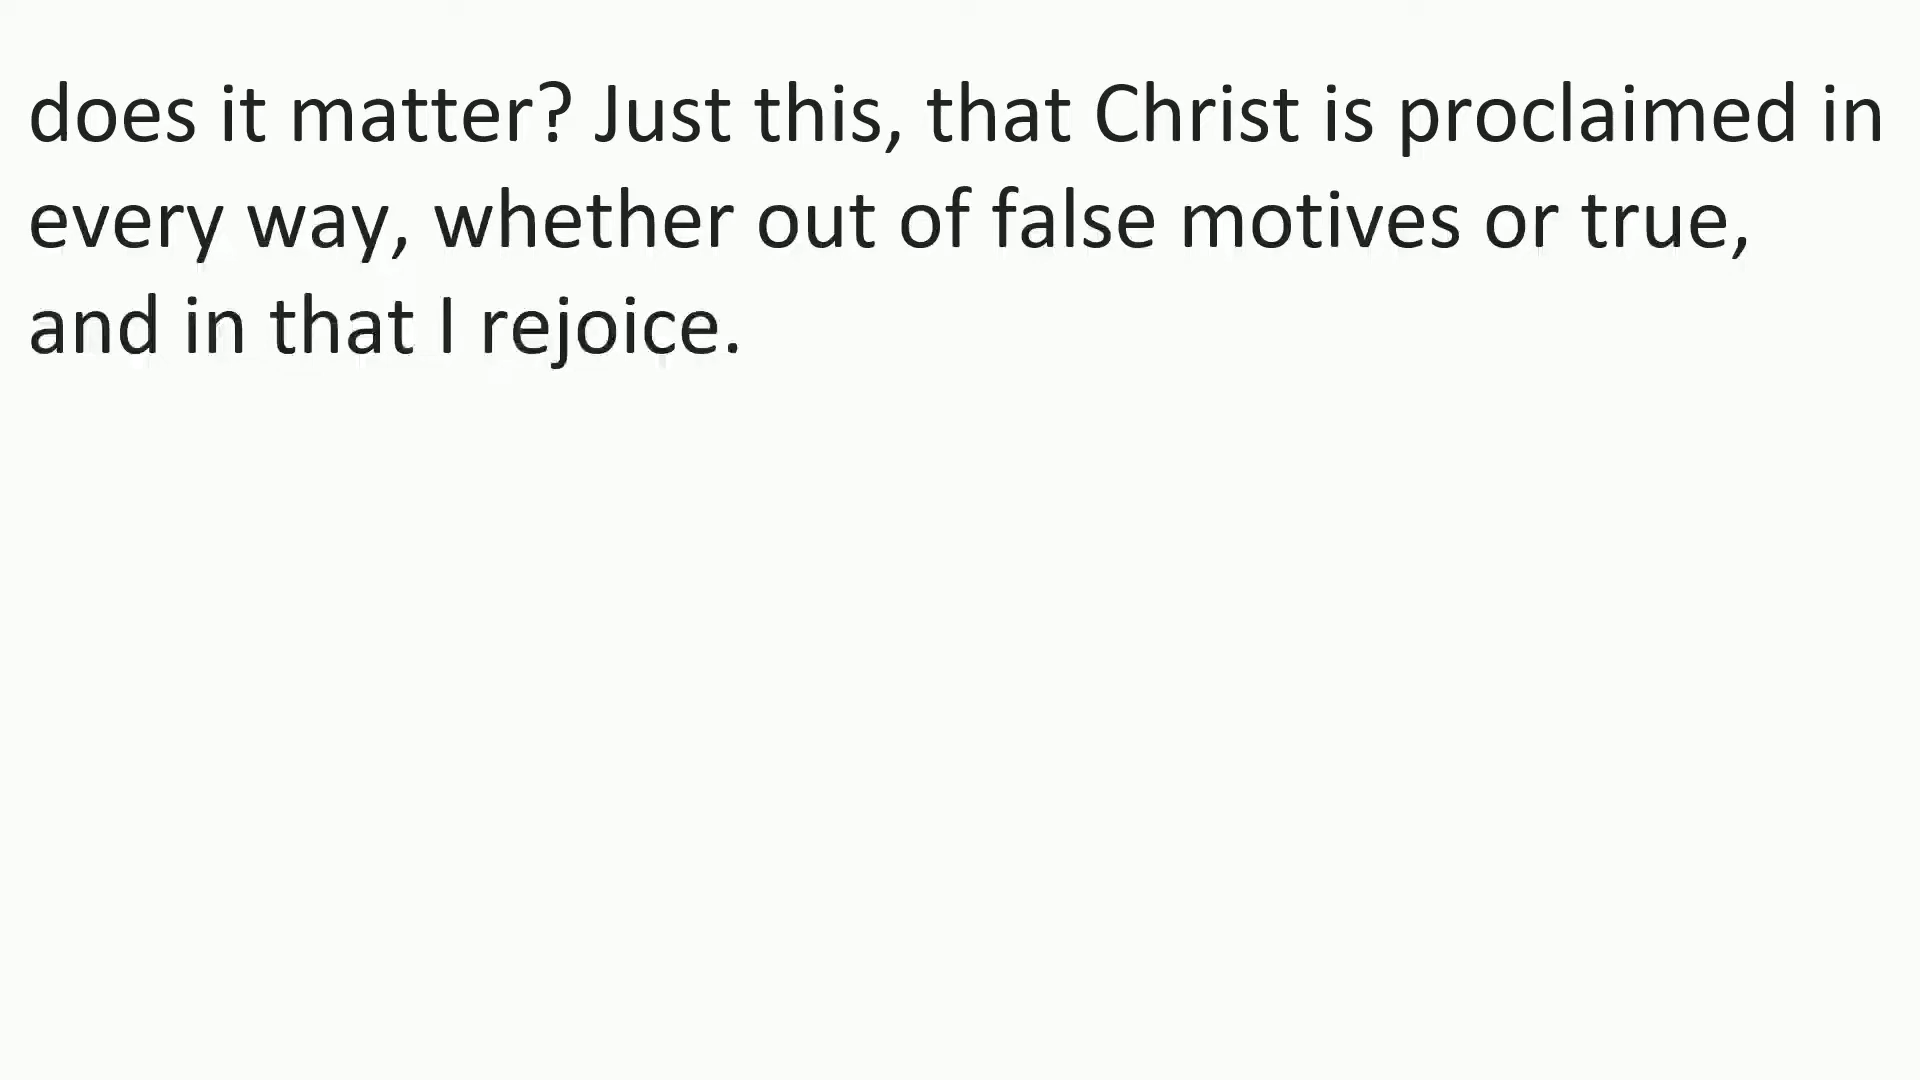 does it matter? Just this, that Christ is proclaimed in
every way, whether out of false motives or true,
and in that I rejoice.